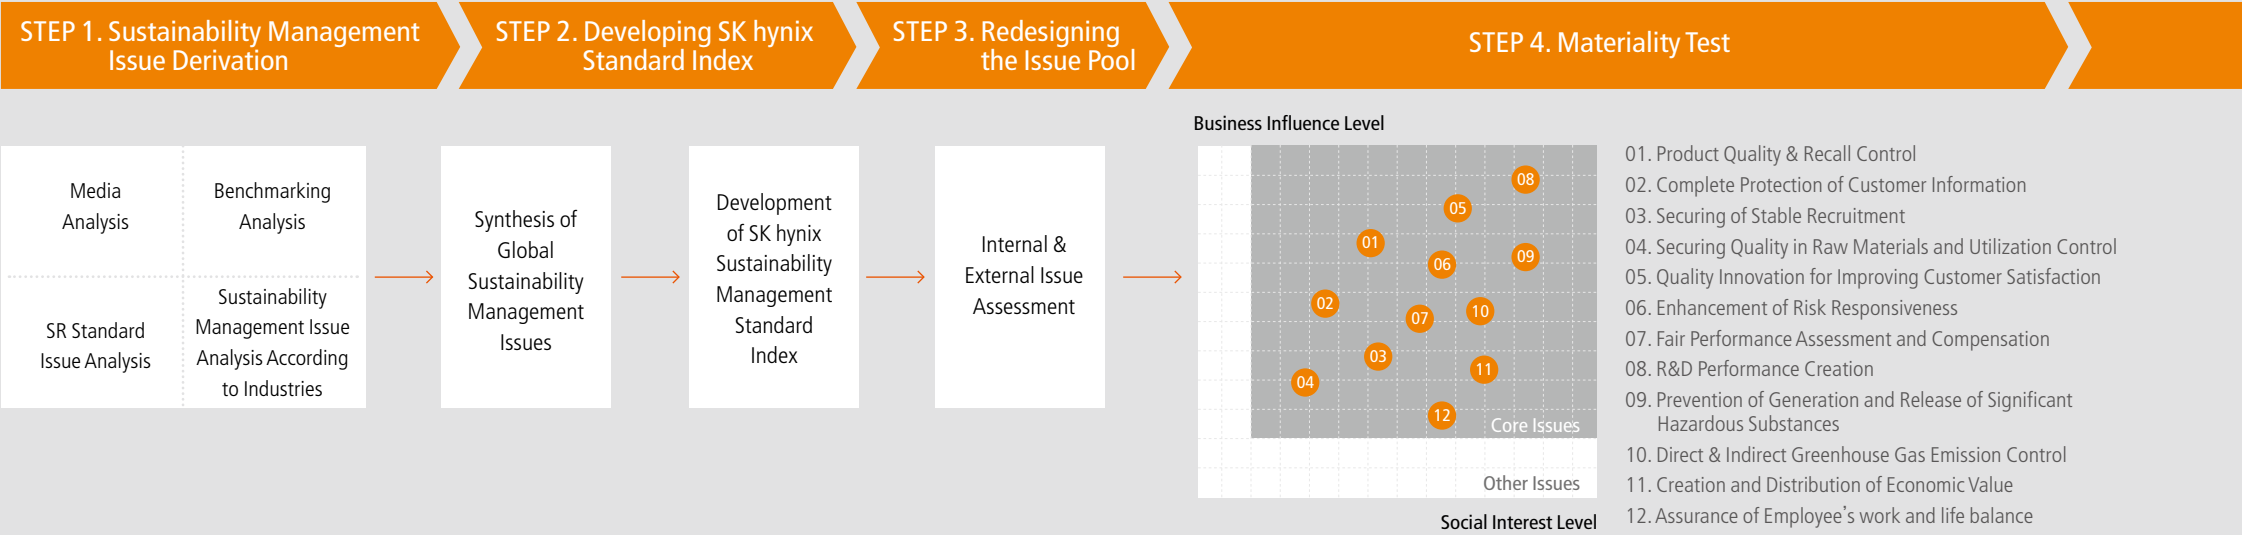 STEP 1. Sustainability Management
Issue Derivation
STEP 2. Developing SK hynix
Standard Index
STEP 3. Redesigning
the Issue Pool
STEP 4. Materiality Test
Media
Analysis
Benchmarking
Analysis
SR Standard
Issue Analysis
Sustainability
Management Issue
Analysis According
to Industries
Synthesis of
Global
Sustainability
Management
Issues
Development
of SK hynix
Sustainability
Management
Standard
Index
Internal &
External Issue
Assessment
Business Influence Level
08
05
01
06
09
02
07
10
03
11
04
12
Core Issues
Other Issues
Social Interest Level
01. Product Quality & Recall Control
02. Complete Protection of Customer Information
03. Securing of Stable Recruitment
04. Securing Quality in Raw Materials and Utilization Control
05. Quality Innovation for Improving Customer Satisfaction
06. Enhancement of Risk Responsiveness
07. Fair Performance Assessment and Compensation
08. R&D Performance Creation
09. Prevention of Generation and Release of Significant
Hazardous Substances
10. Direct & Indirect Greenhouse Gas Emission Control
11. Creation and Distribution of Economic Value
12. Assurance of Employee's work and life balance